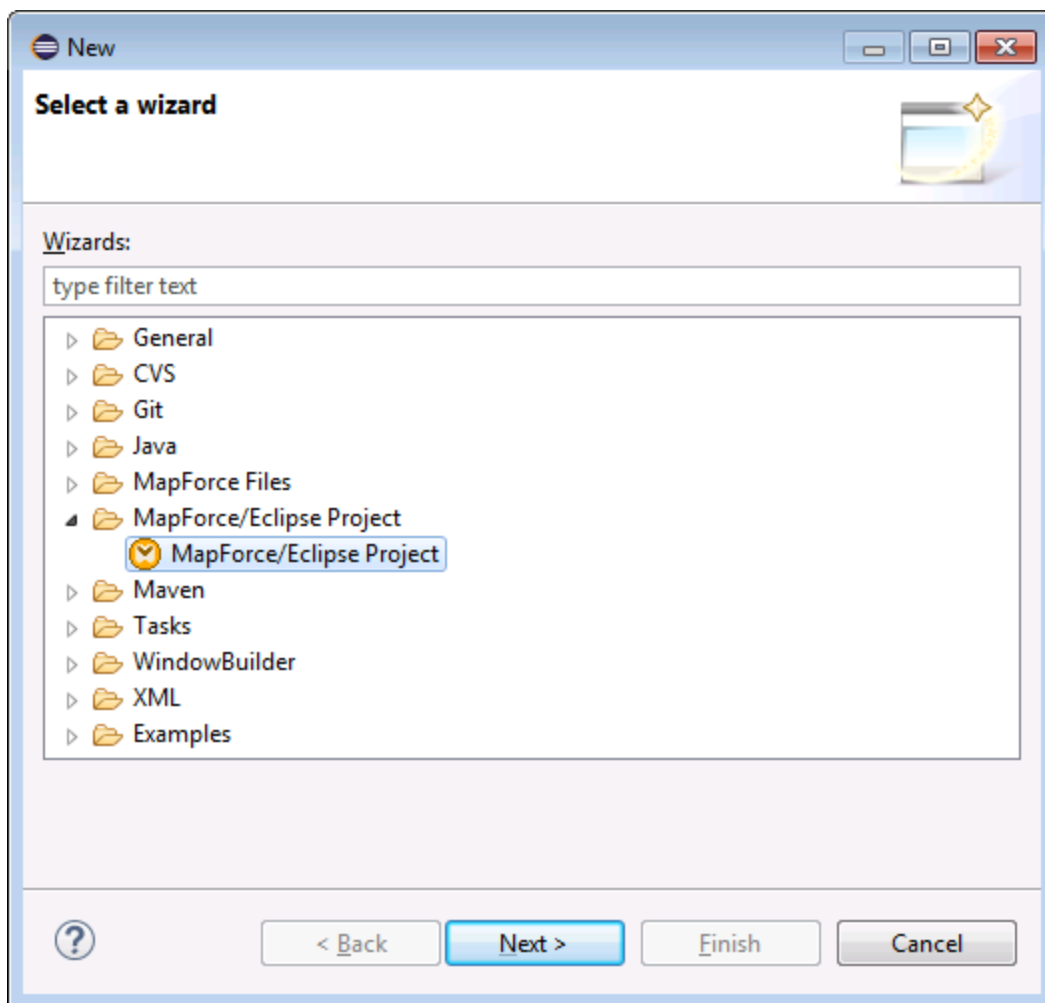 New
Select a wizard
Wizards:
type filter text
General
CVS
Git
Java
MapForce Files
MapForce/Eclipse Project
MapForce/Eclipse Project
Maven
Tasks
WindowBuilder
XML
Examples
? < Back Next > Finish Cancel